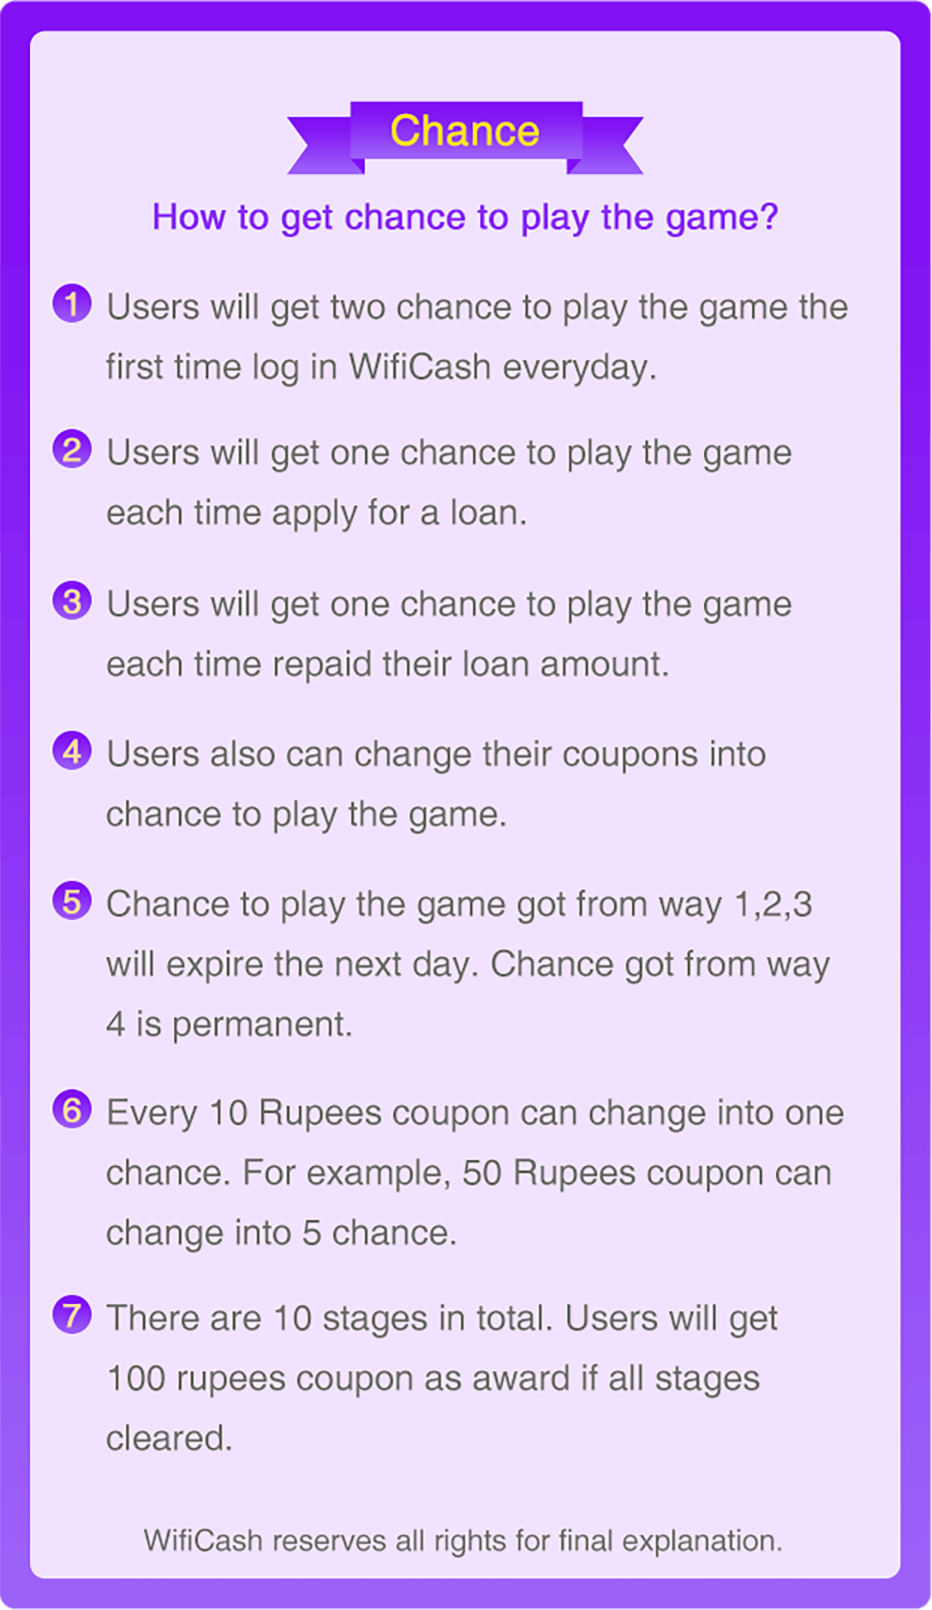 Chance
How to get chance to play the game?
1 Users will get two chance to play the game the
first time log in WifiCash everyday.
2 Users will get one chance to play the game
each time apply for a loan.
3 Users will get one chance to play the game
each time repaid their loan amount.
4 Users also can change their coupons into
chance to play the game.
5 Chance to play the game got from way 1,2,3
will expire the next day. Chance got from way
4 is permanent.
6 Every 10 Rupees coupon can change into one
chance. For example, 50 Rupees coupon can
change into 5 chance.
7 There are 10 stages in total. Users will get
100 rupees coupon as award if all stages
cleared.
WifiCash reserves all rights for final explanation.